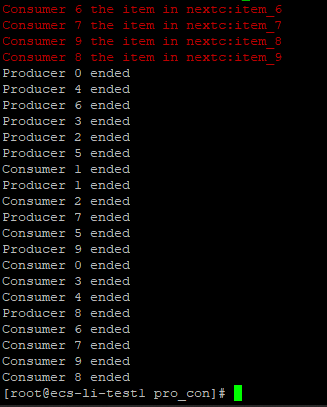 Consumer 6 the item in nextc:item_6
Consumer 7 the item in nextc:item_7
Consumer 9 the item in nextc:item_8
Consumer 8 the item in nextc:item_9
Producer 0 ended
Producer 4 ended
Producer 6 ended
Producer 3 ended
Producer 2 ended
Producer 5 ended
Consumer 1 ended
Producer 1 ended
Consumer 2 ended
Producer 7 ended
Consumer 5 ended
Producer 9 ended
Consumer 0 ended
Consumer 3 ended
Consumer 4 ended
Producer 8 ended
Consumer 6 ended
Consumer 7 ended
Consumer 9 ended
Consumer 8 ended
[root@ecs-li-test1 pro_con]#